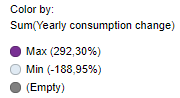 Color by:
Sum(Yearly consumption change)
Max (292,30%)
Min (-188,95%)
(Empty)